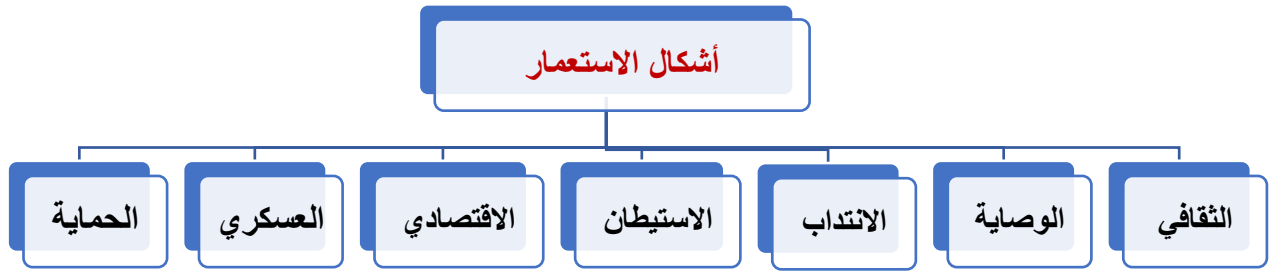 أشكال الاستعمار
الثقافي
الوصاية
الانتداب
الاستيطان
الاقتصادي
العسكري
الحماية